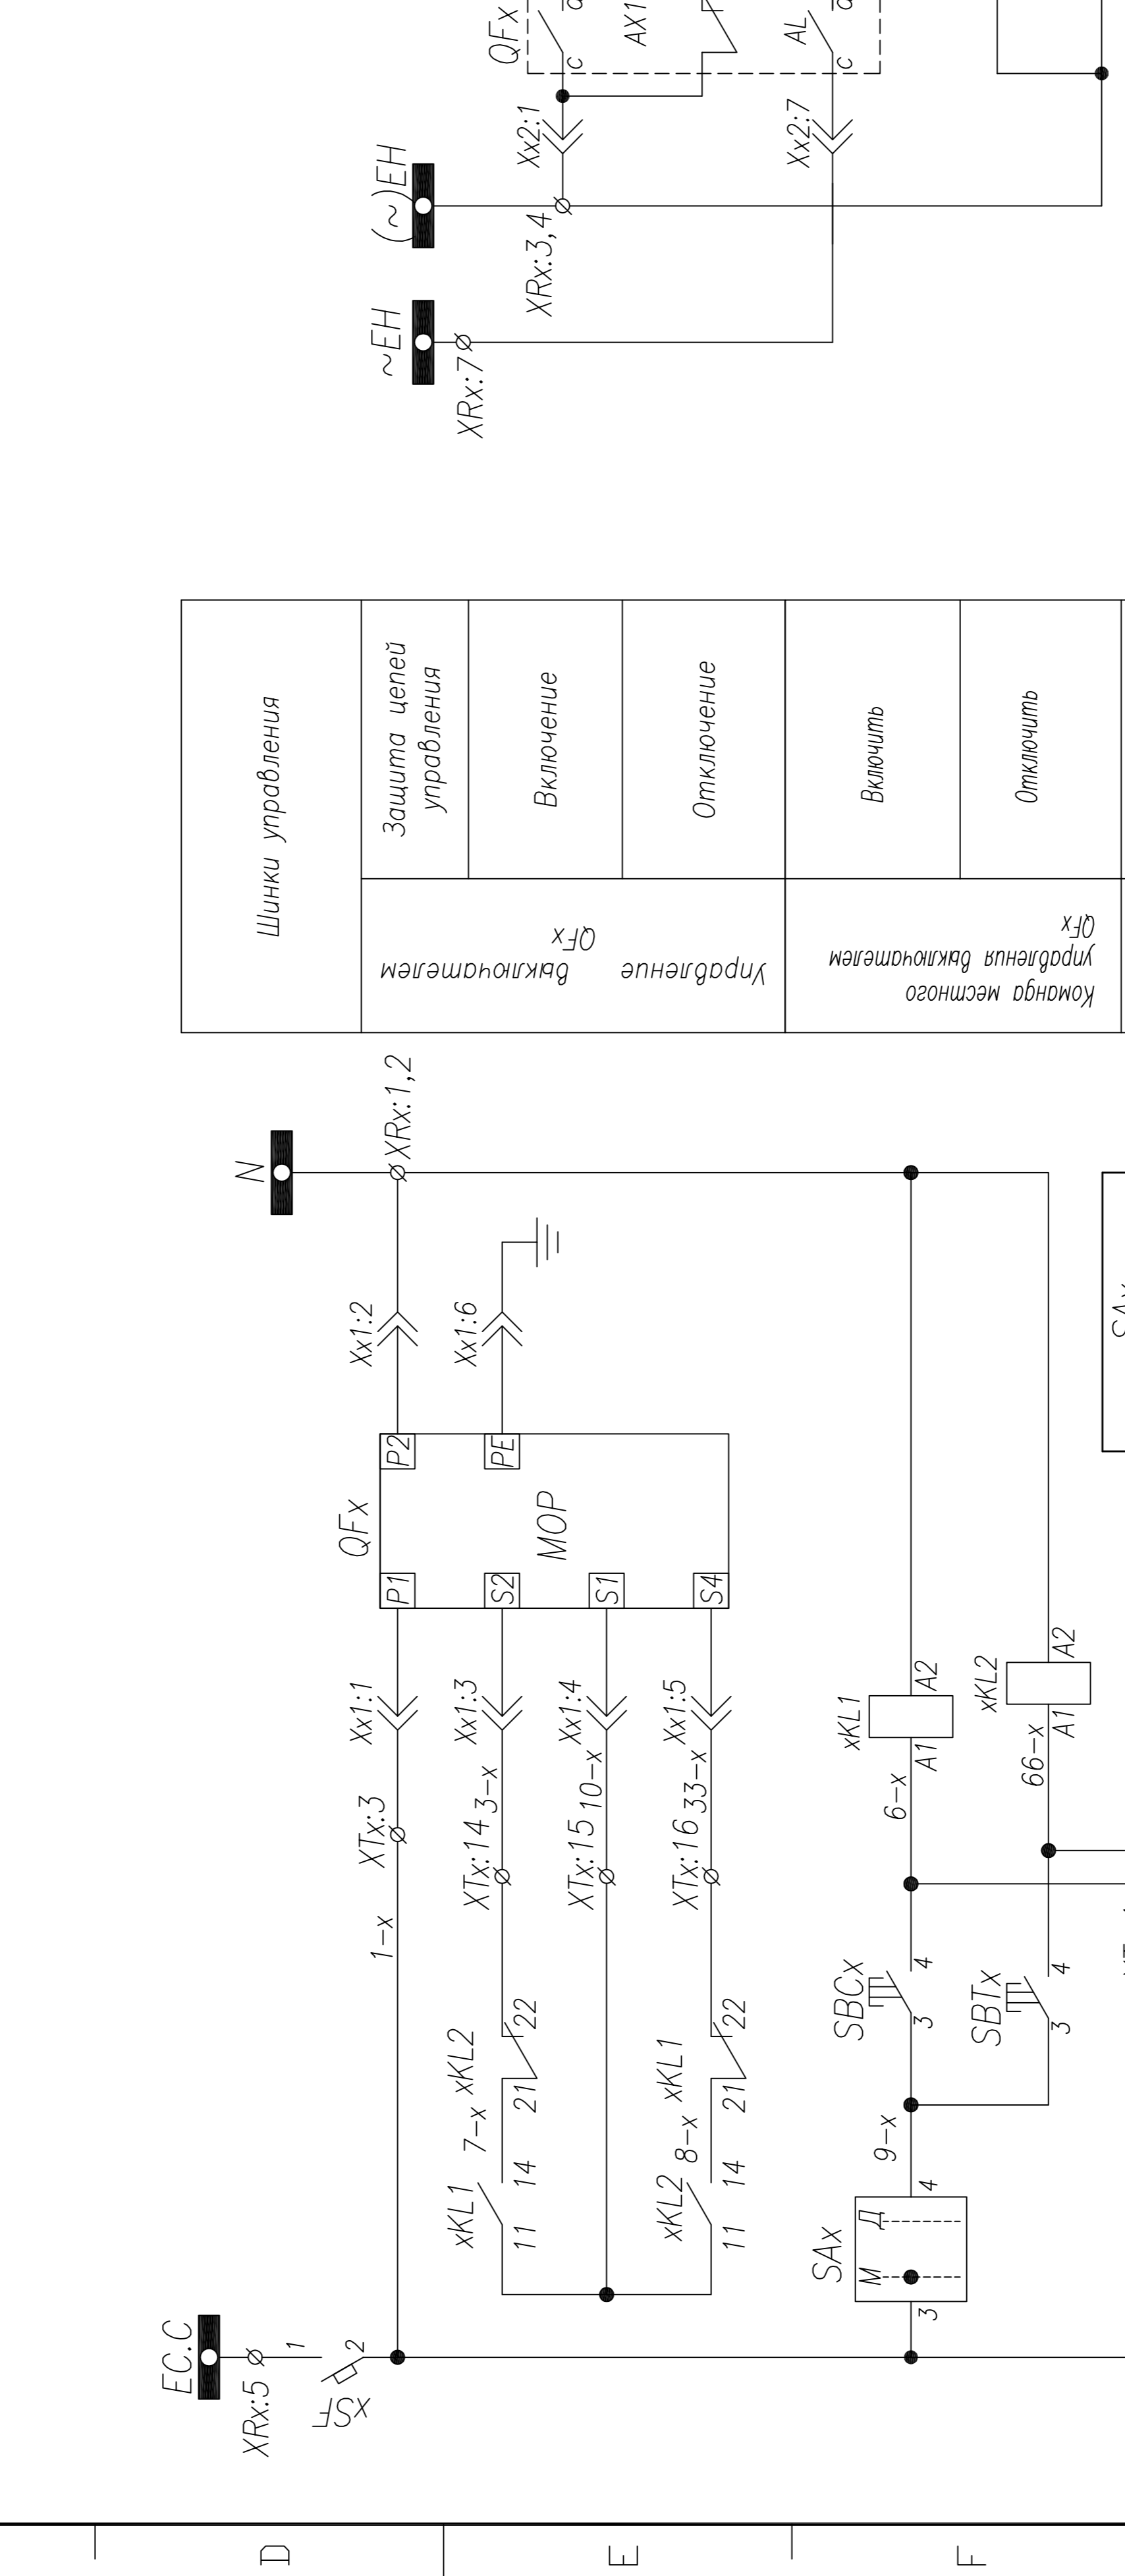 EC.C
XRx:5
1
2
xSF
1-x
XTx:3
Xx1:1
QFx
P1
P2
Xx1:2
XRx:1,2
N
xKL1
11
14
7-x
xKL2
21
22
XTx:14
3-x
Xx1:3
S2
PE
Xx1:6
MOP
XTx:15
10-x
Xx1:4
S1
xKL2
11
14
8-x
xKL1
21
22
XTx:16
33-x
Xx1:5
S4
SAx
М
Д
3
4
9-x
SBCx
3
4
6-x
xKL1
A1
A2
SBTx
3
4
66-x
xKL2
A1
A2
SAx
Шинки управления
Защита цепей
управления
Включение
Отключение
Управление выключателем
QFx
Включить
Отключить
Команда местного
управления выключателем
QFx
~EH
XRx:7
(~)EH
XRx:3,4
Xx2:1
Xx2:7
QFx
c
AX1
AL
c
D
E
F